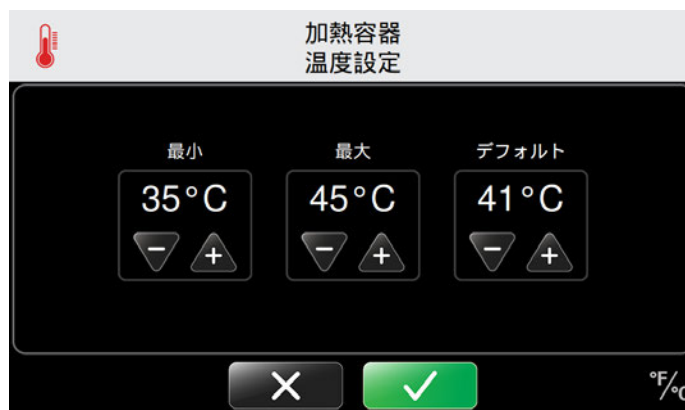 加熱容器
温度設定
最小 最大 デフォルト
35°C 45°C 41°C
− + − + − +
°F/°C